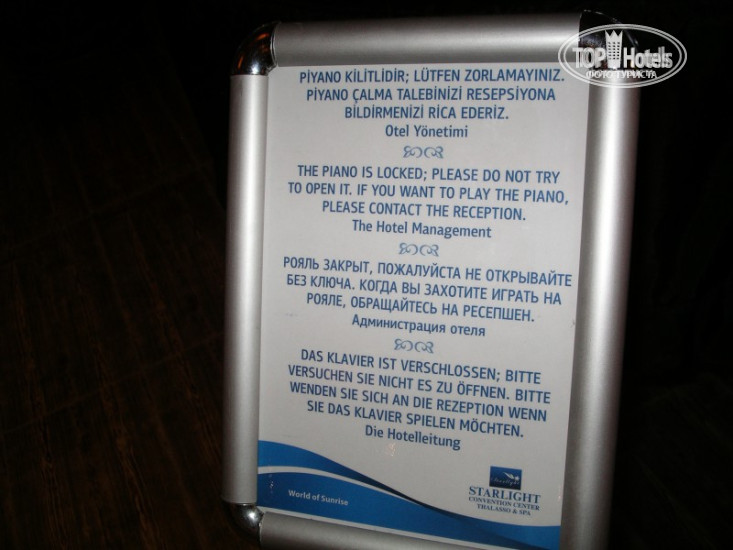 TOP Hotels
ФОТО ТУРИСТА
PİYANO KİLİTLİDİR; LÜTFEN ZORLAMAYINIZ.
PİYANO ÇALMA TALEBİNİZİ RESEPSİYONA
BİLDİRMENİZİ RİCA EDERİZ.
Otel Yönetimi
THE PIANO IS LOCKED; PLEASE DO NOT TRY
TO OPEN IT. IF YOU WANT TO PLAY THE PIANO,
PLEASE CONTACT THE RECEPTION.
The Hotel Management
РОЯЛЬ ЗАКРЫТ, ПОЖАЛУЙСТА НЕ ОТКРЫВАЙТЕ
БЕЗ КЛЮЧА. КОГДА ВЫ ЗАХОТИТЕ ИГРАТЬ НА
РОЯЛЕ, ОБРАЩАЙТЕСЬ НА РЕСЕПШЕН.
Администрация отеля
DAS KLAVIER IST VERSCHLOSSEN; BITTE
VERSUCHEN SIE NICHT ES ZU ÖFFNEN. BITTE
WENDEN SIE SICH AN DIE REZEPTION WENN
SIE DAS KLAVIER SPIELEN MÖCHTEN.
Die Hotelleitung
World of Sunrise
STARLIGHT
CONVENTION CENTER
THALASSO & SPA